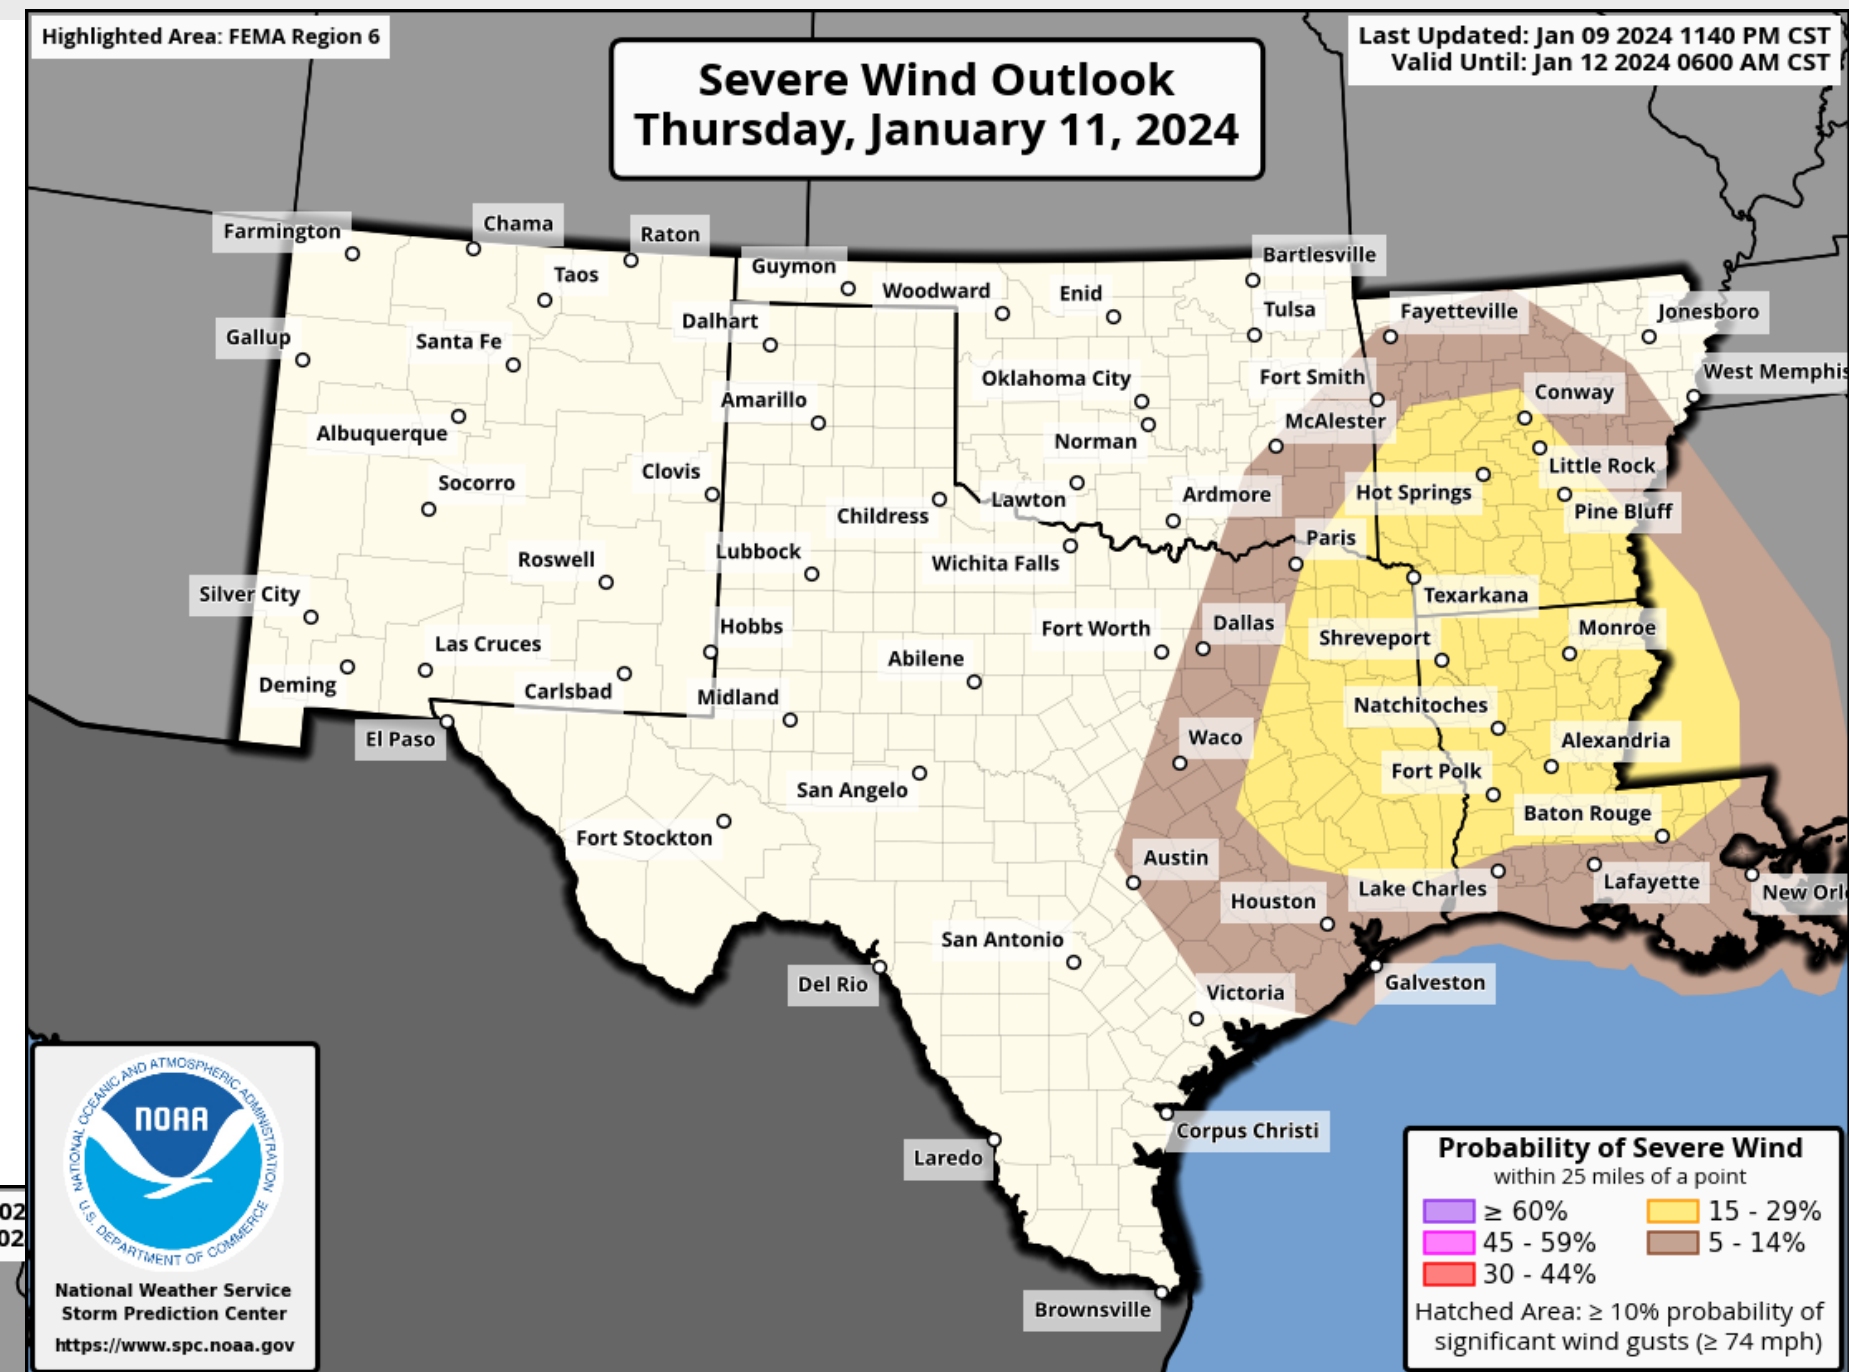 Highlighted Area: FEMA Region 6
Severe Wind Outlook
Thursday, January 11, 2024
Last Updated: Jan 09 2024 1140 PM CST
Valid Until: Jan 12 2024 0600 AM CST
Farmington
Chama
Raton
Taos
Guymon
Woodward
Enid
Bartlesville
Tulsa
Fayetteville
Jonesboro
Gallup
Santa Fe
Dalhart
Oklahoma City
Fort Smith
Conway
West Memphis
Albuquerque
Amarillo
Norman
McAlester
Little Rock
Socorro
Clovis
Childress
Lawton
Ardmore
Hot Springs
Pine Bluff
Roswell
Lubbock
Wichita Falls
Paris
Texarkana
Silver City
Las Cruces
Hobbs
Abilene
Fort Worth
Dallas
Shreveport
Monroe
Deming
Carlsbad
Midland
Natchitoches
El Paso
San Angelo
Waco
Fort Polk
Alexandria
Fort Stockton
Baton Rouge
Austin
Houston
Lake Charles
Lafayette
New Orl
San Antonio
Del Rio
Victoria
Galveston
Corpus Christi
Laredo
Brownsville
02
02
NATIONAL OCEANIC AND ATMOSPHERIC ADMINISTRATION
NOAA
U.S. DEPARTMENT OF COMMERCE
National Weather Service
Storm Prediction Center
https://www.spc.noaa.gov
Probability of Severe Wind
within 25 miles of a point
≥ 60%
15 - 29%
45 - 59%
5 - 14%
30 - 44%
Hatched Area: ≥ 10% probability of
significant wind gusts (≥ 74 mph)